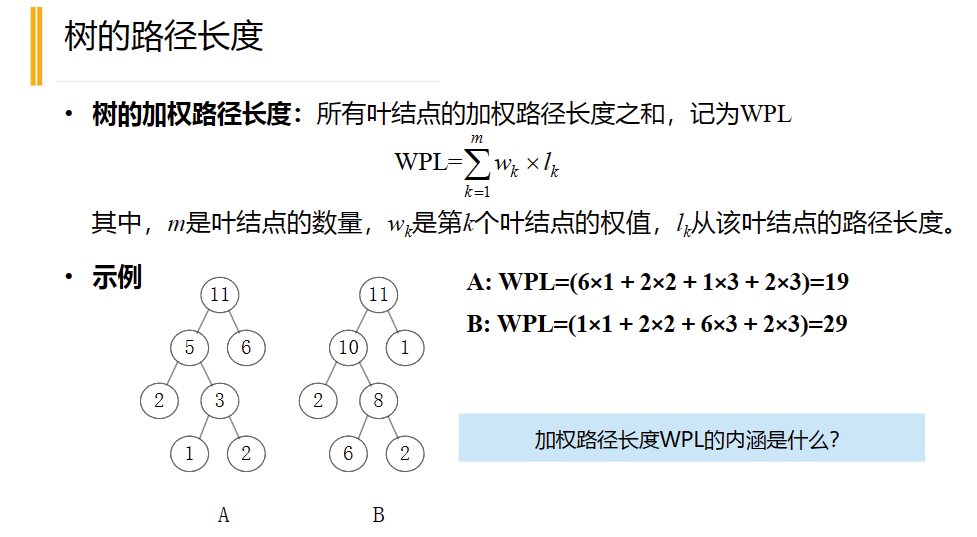 树的路径长度
• 树的加权路径长度：所有叶结点的加权路径长度之和，记为WPL
m
WPL=∑wk × lk
k=1
其中，m是叶结点的数量，wk是第k个叶结点的权值，lk从该叶结点的路径长度。
• 示例
11 11
5 6 10 1
2 3 2 8
1 2 6 2
A B
A: WPL=(6×1 + 2×2 + 1×3 + 2×3)=19
B: WPL=(1×1 + 2×2 + 6×3 + 2×3)=29
加权路径长度WPL的内涵是什么？